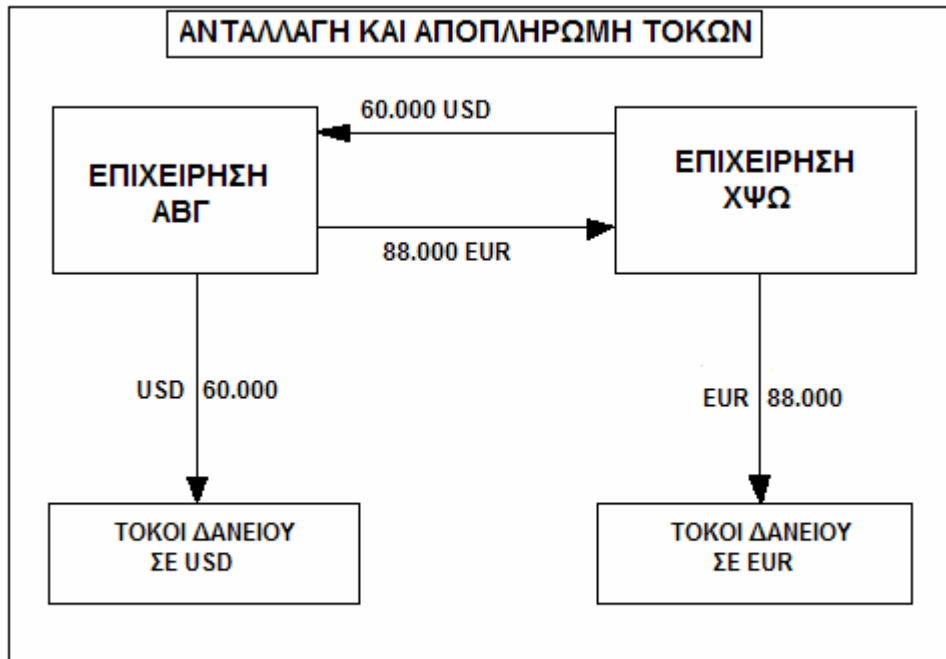 ΑΝΤΑΛΛΑΓΗ ΚΑΙ ΑΠΟΠΛΗΡΩΜΗ ΤΟΚΩΝ
60.000 USD
ΕΠΙΧΕΙΡΗΣΗ
ΑΒΓ
ΕΠΙΧΕΙΡΗΣΗ
ΧΨΩ
88.000 EUR
USD 60.000
EUR 88.000
ΤΟΚΟΙ ΔΑΝΕΙΟΥ
ΣΕ USD
ΤΟΚΟΙ ΔΑΝΕΙΟΥ
ΣΕ EUR